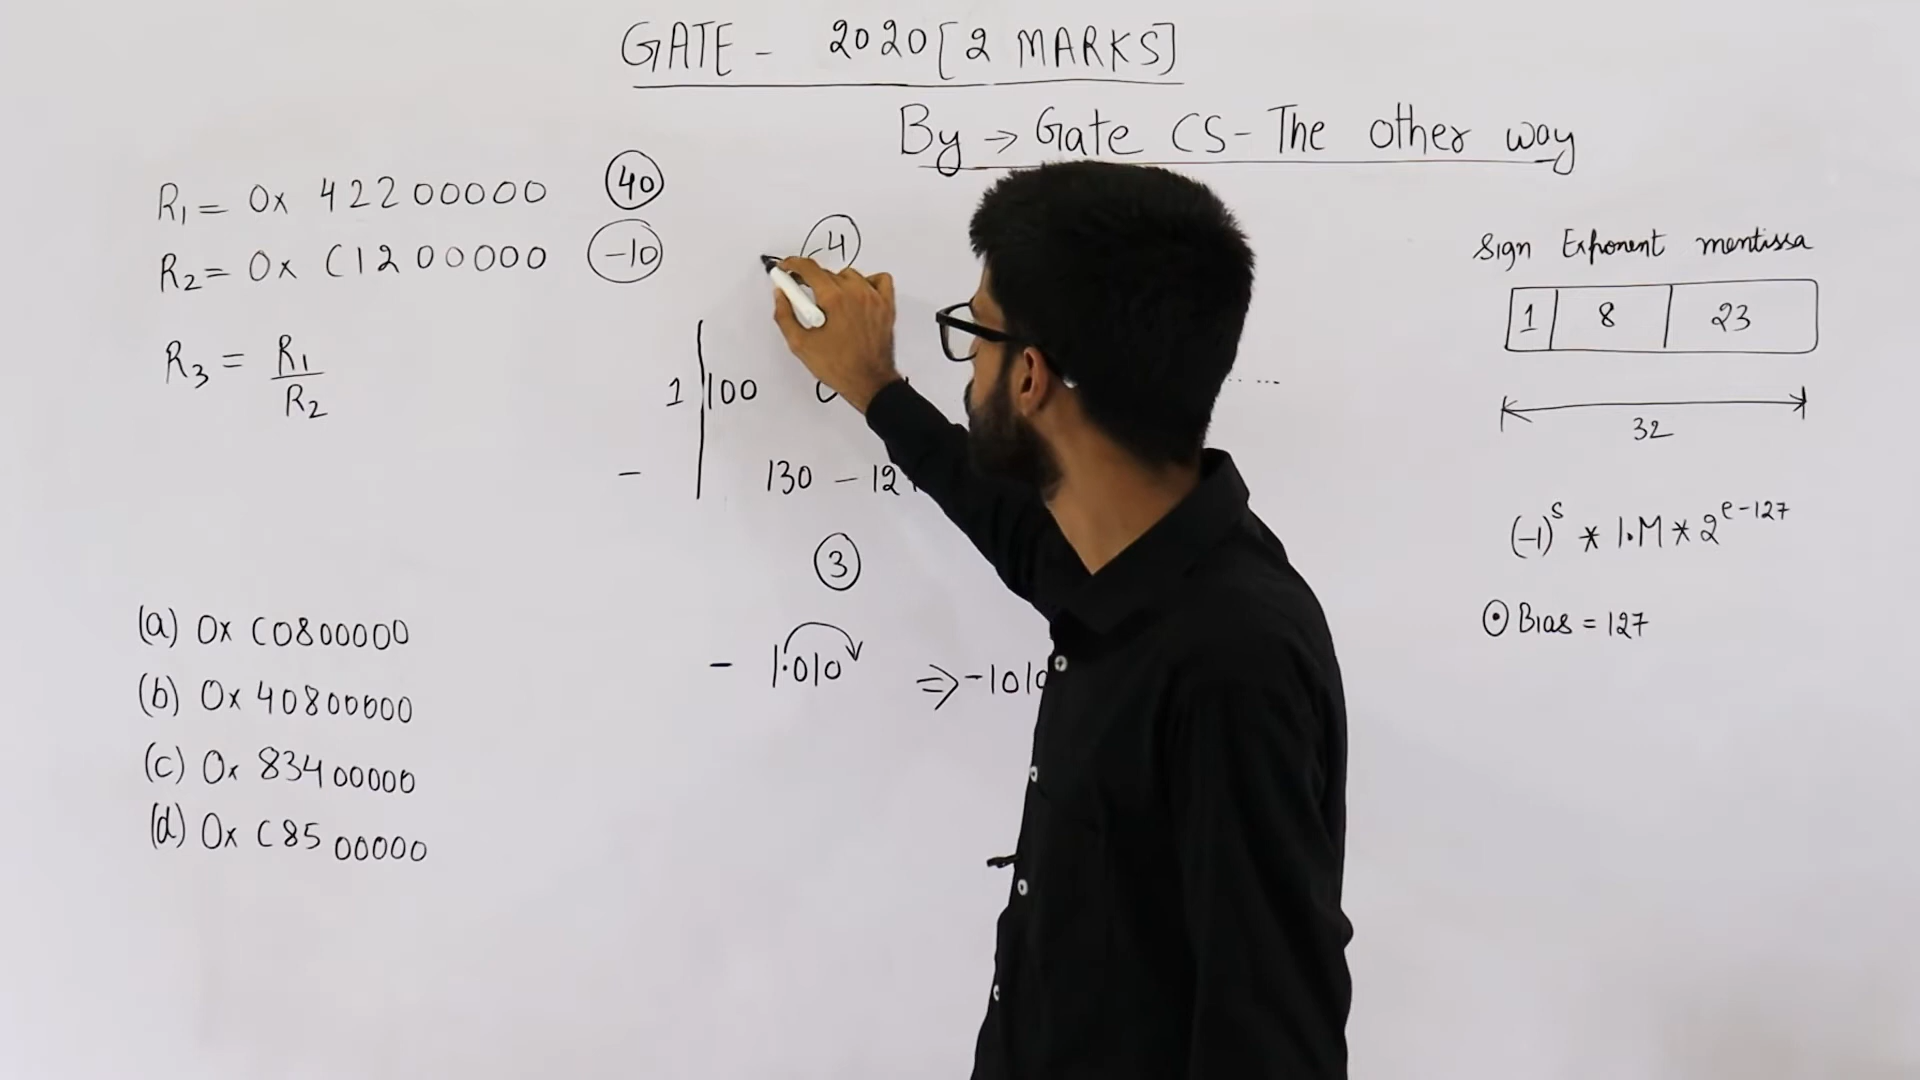 GATE - 2020 [2 MARKS]
By → Gate CS - The other way
R1 = 0x 42200000 40
R2 = 0x C1200000 -10
-4
R3 = R1 / R2
1 | 100
- 130 - 12
3
- 1.010 ⇒ -1010
(a) 0x C0800000
(b) 0x 40800000
(c) 0x 83400000
(d) 0x C8500000
Sign Exponent mentissa
1 8 23
32
(-1)^s * 1.M * 2^e-127
⊙ Bias = 127